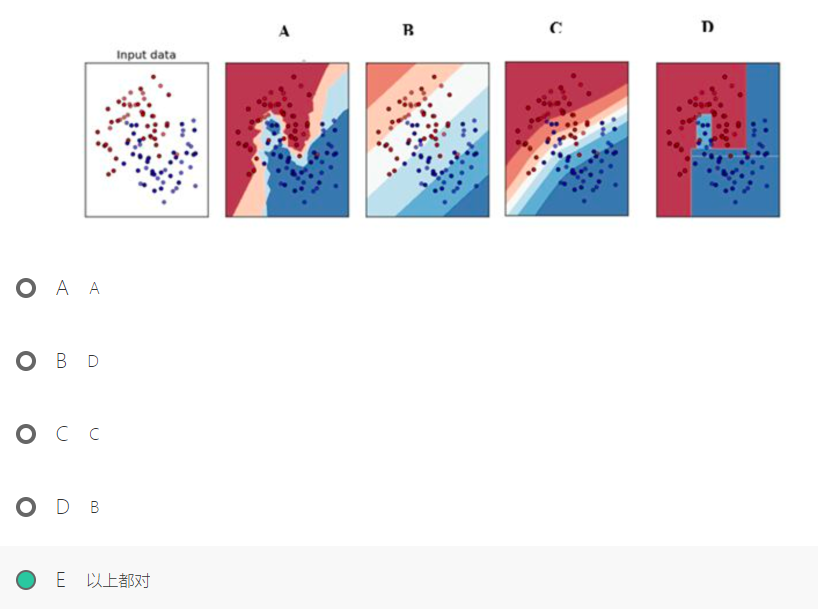 A B C D
Input data
A A
B D
C C
D B
E 以上都对